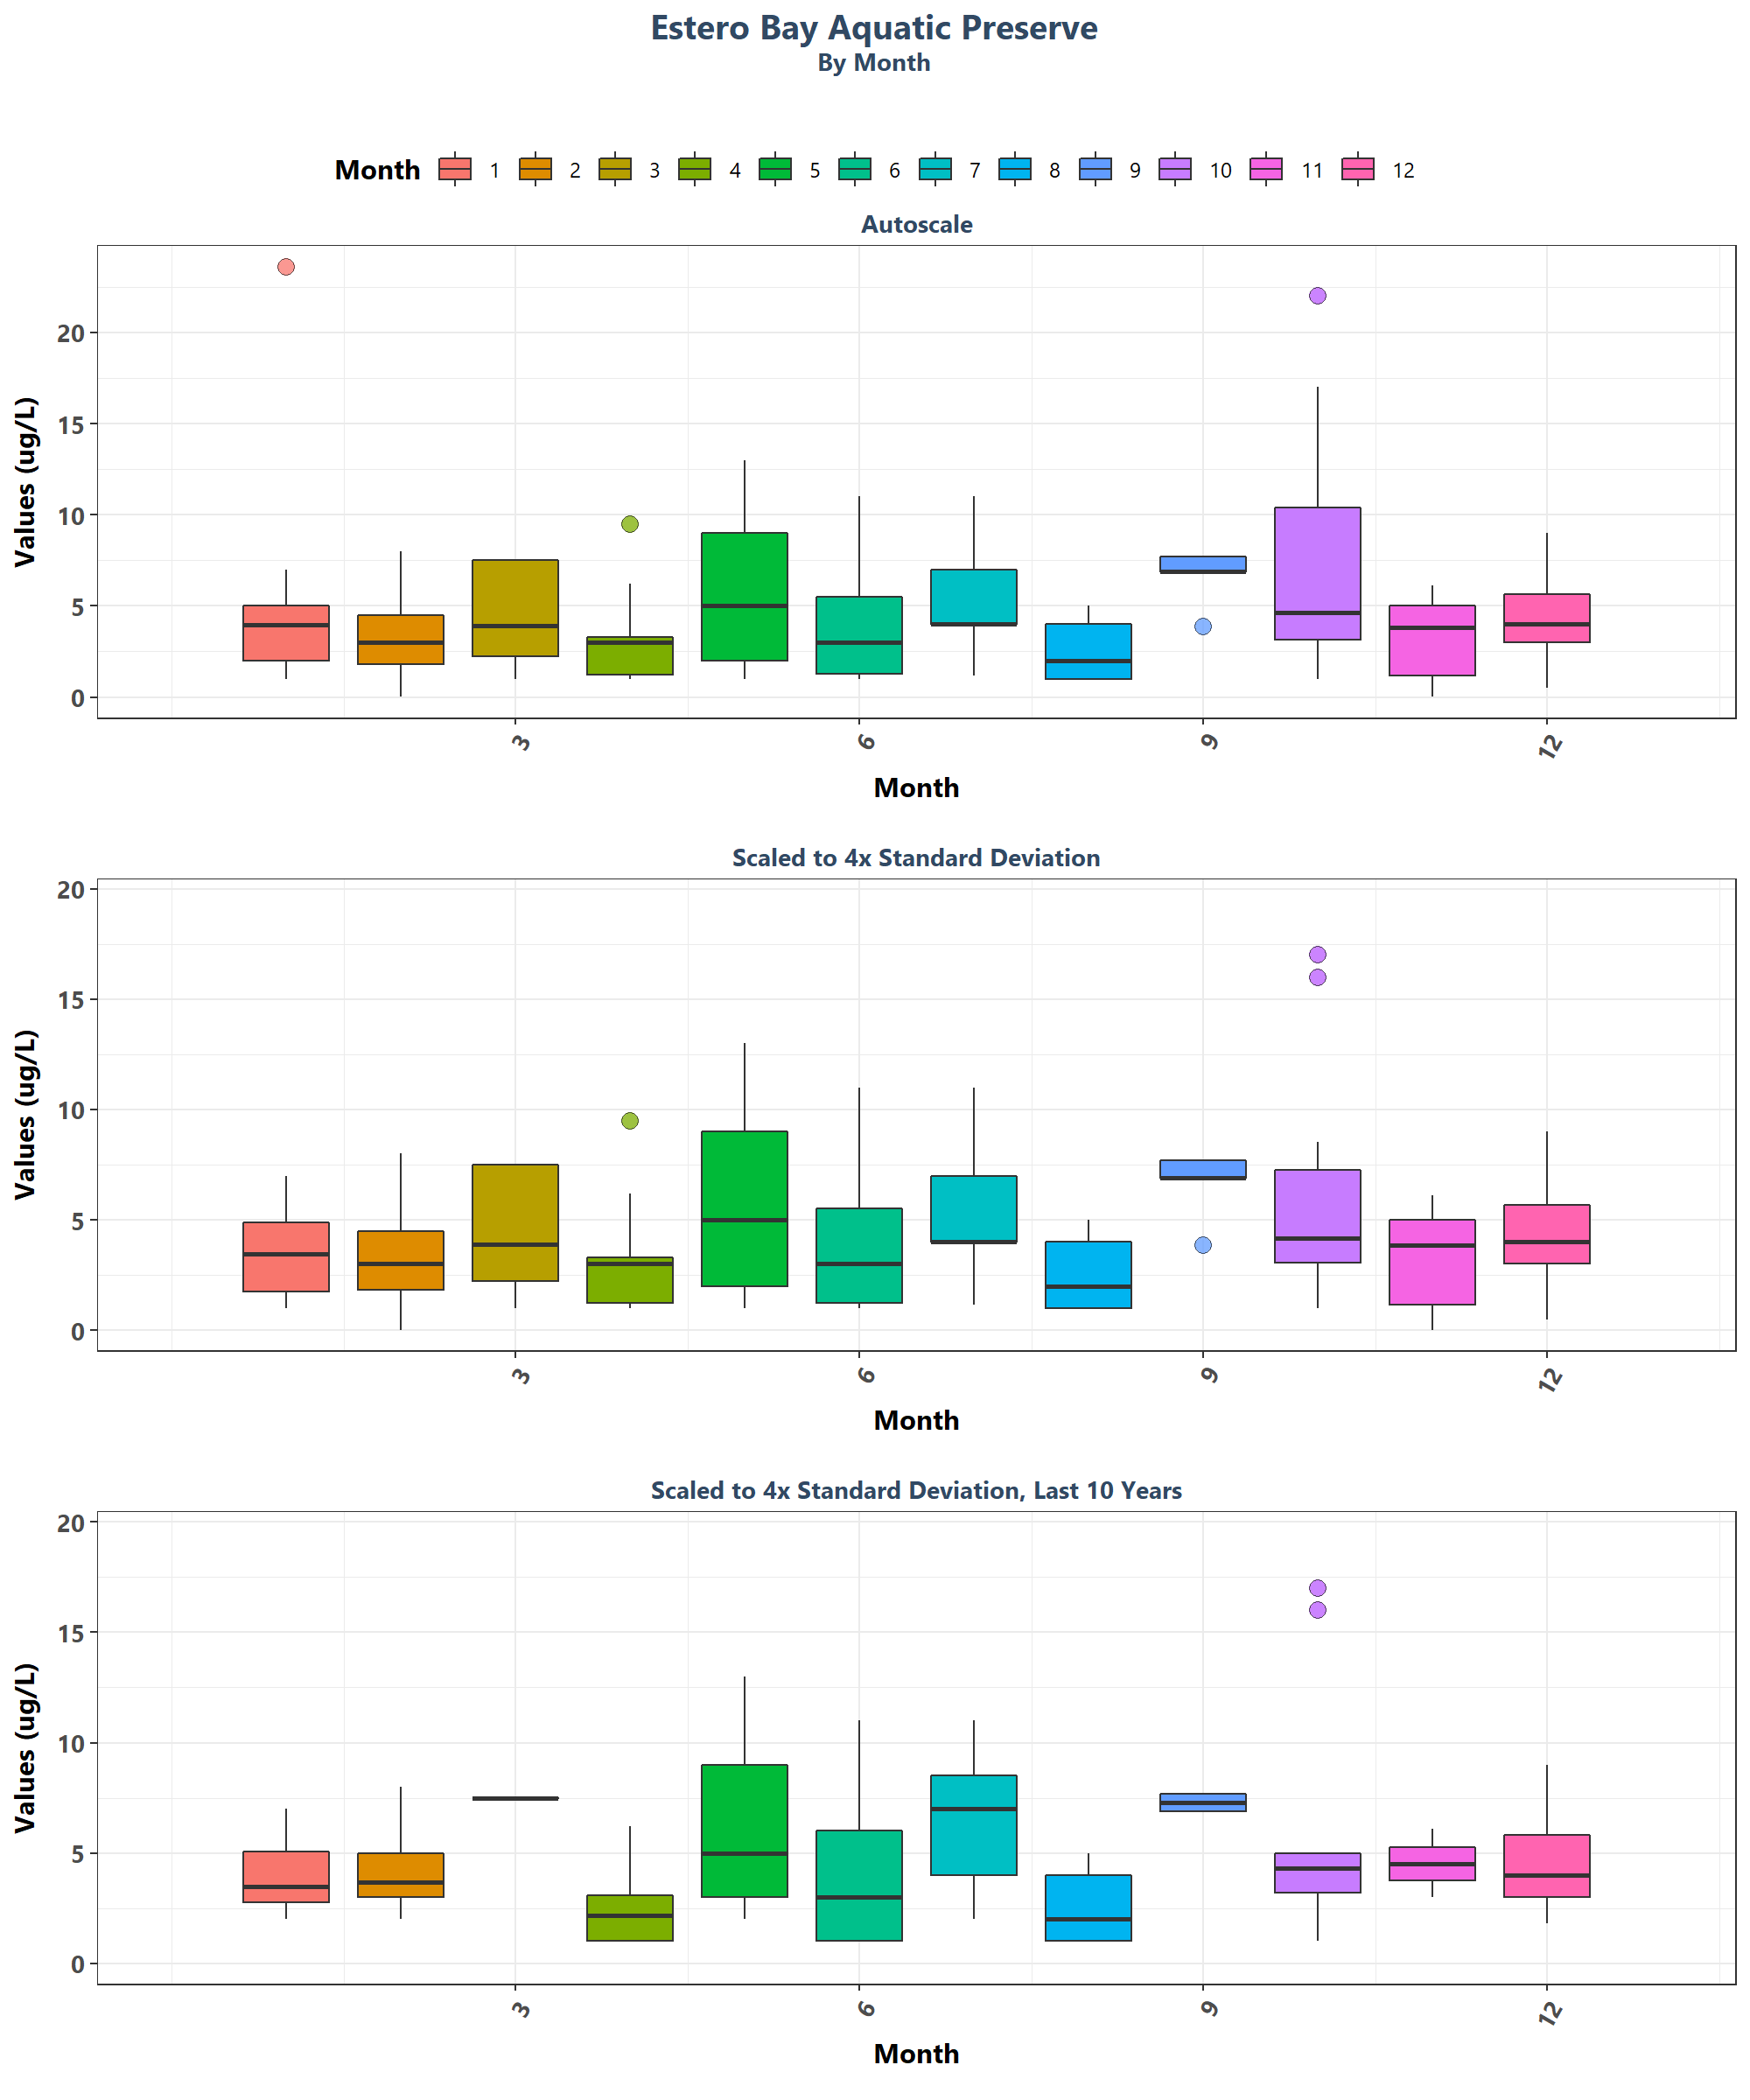 Estero Bay Aquatic Preserve
By Month
Month 1 2 3 4 5 6 7 8 9 10 11 12
Autoscale
Values (ug/L)
20
15
10
5
0
3 6 9 12
Month
Scaled to 4x Standard Deviation
Values (ug/L)
20
15
10
5
0
3 6 9 12
Month
Scaled to 4x Standard Deviation, Last 10 Years
Values (ug/L)
20
15
10
5
0
3 6 9 12
Month